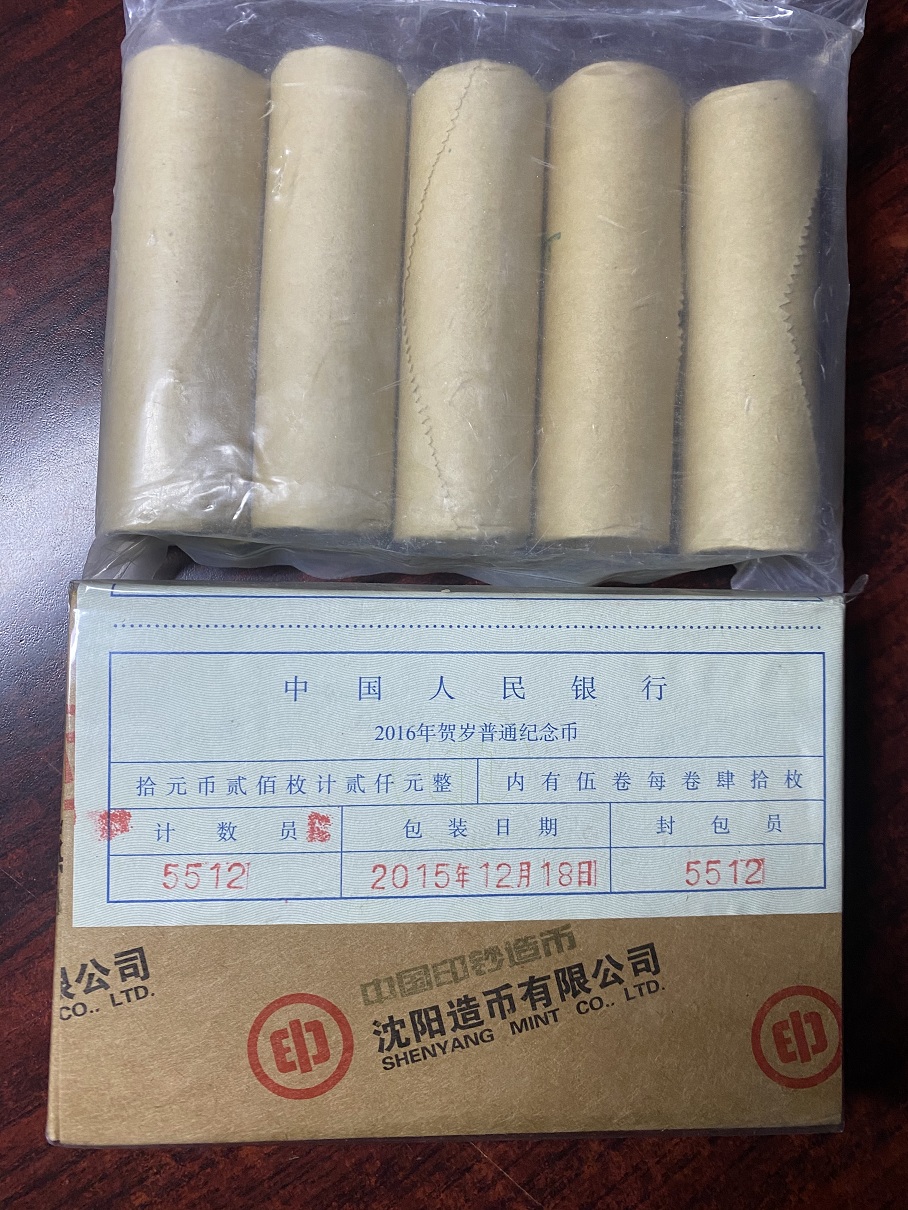 中国人民银行
2016年贺岁普通纪念币
拾元币贰佰枚计贰仟元整
内有伍卷每卷肆拾枚
计数员
包装日期
封包员
5512
2015年12月18日
5512
公司
CO., LTD.
中国印钞造币
沈阳造币有限公司
SHENYANG MINT CO., LTD.
印
印